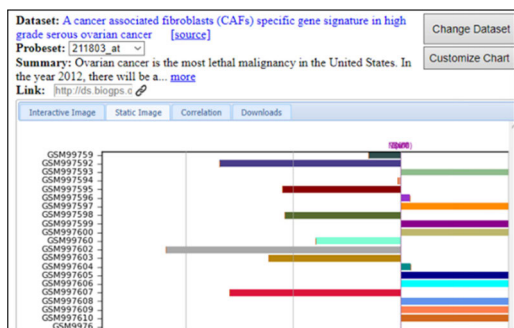 Dataset: A cancer associated fibroblasts (CAFs) specific gene signature in high
grade serous ovarian cancer [source]
Probeset: 211803_at
Summary: Ovarian cancer is the most lethal malignancy in the United States. In
the year 2012, there will be a... more
Link: http://ds.biogps.o
Change Dataset
Customize Chart
Interactive Image Static Image Correlation Downloads
GSM99759
GSM997592
GSM997593
GSM997594
GSM997595
GSM997596
GSM997597
GSM997598
GSM997599
GSM997600
GSM99760
GSM997602
GSM997603
GSM997604
GSM997605
GSM997606
GSM997607
GSM997608
GSM997609
GSM997610
GSM9976